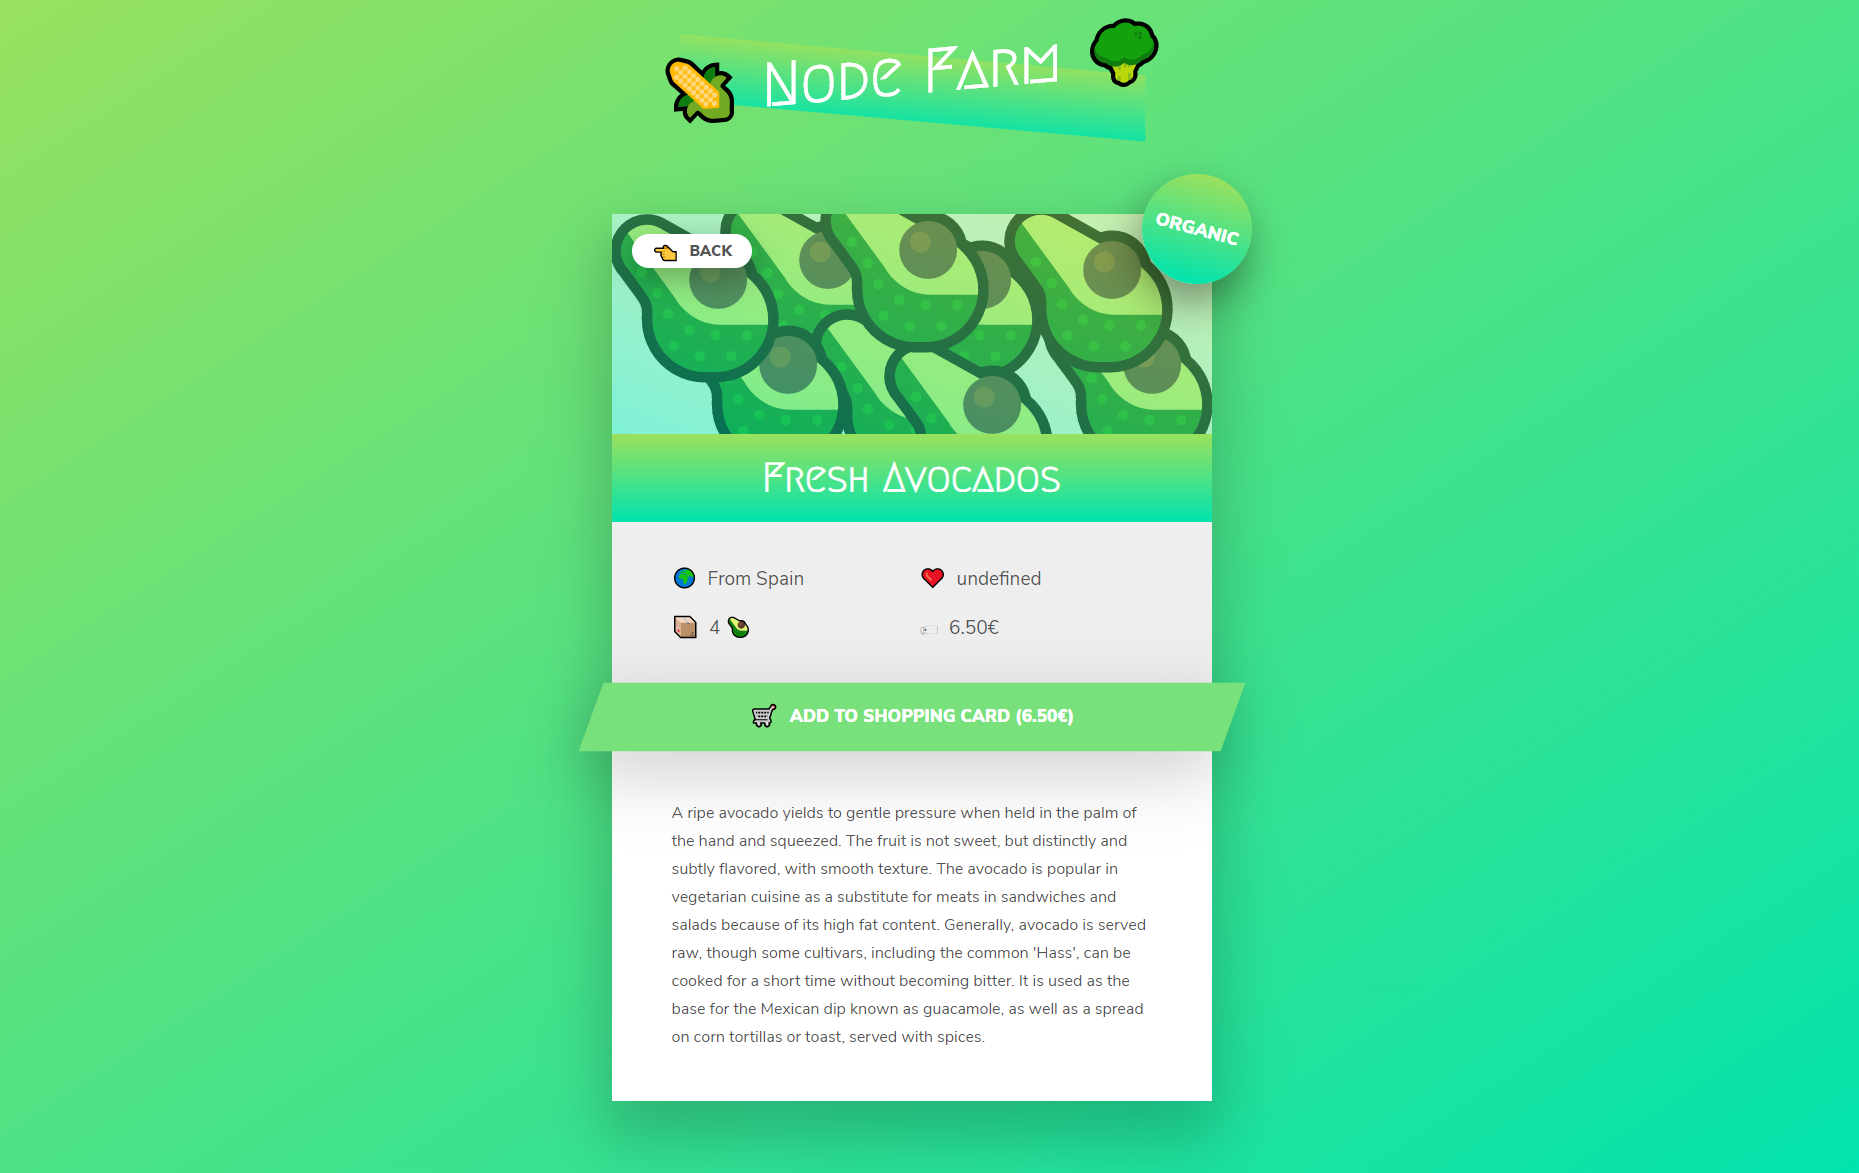 Node Farm
ORGANIC
BACK
Fresh Avocados
From Spain
undefined
4
6.50€
ADD TO SHOPPING CARD (6.50€)
A ripe avocado yields to gentle pressure when held in the palm of
the hand and squeezed. The fruit is not sweet, but distinctly and
subtly flavored, with smooth texture. The avocado is popular in
vegetarian cuisine as a substitute for meats in sandwiches and
salads because of its high fat content. Generally, avocado is served
raw, though some cultivars, including the common 'Hass', can be
cooked for a short time without becoming bitter. It is used as the
base for the Mexican dip known as guacamole, as well as a spread
on corn tortillas or toast, served with spices.